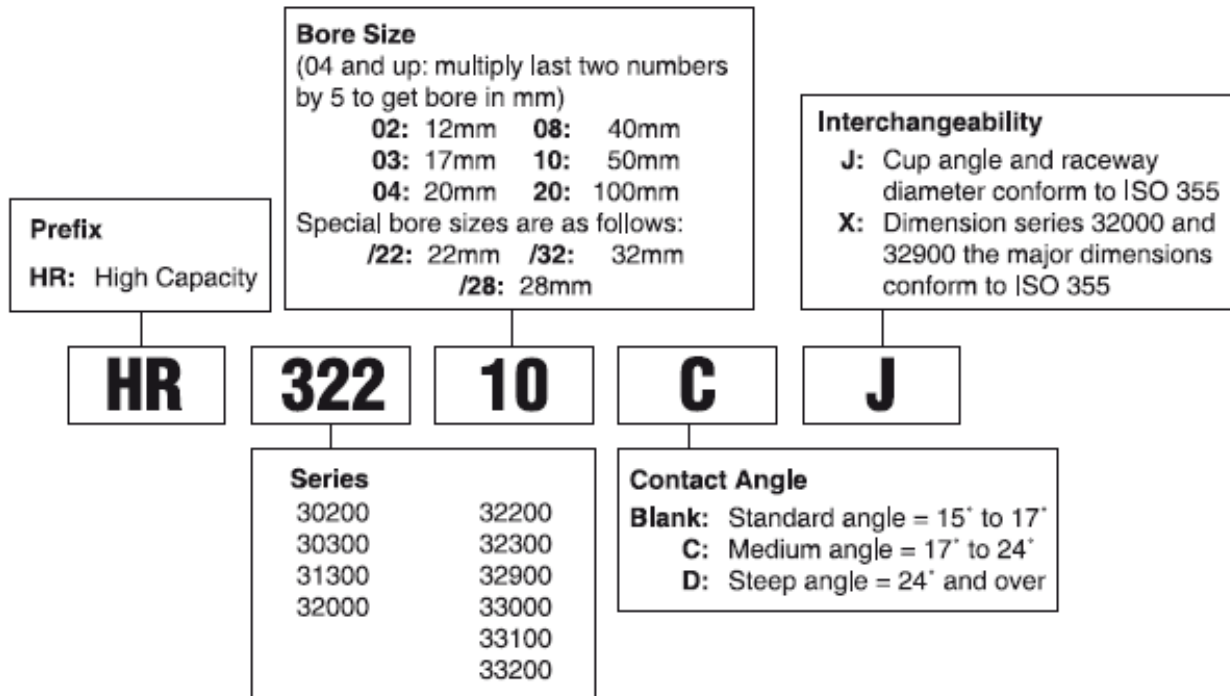 Bore Size
(04 and up: multiply last two numbers
by 5 to get bore in mm)
02: 12mm 08: 40mm
03: 17mm 10: 50mm
04: 20mm 20: 100mm
Special bore sizes are as follows:
/22: 22mm /32: 32mm
/28: 28mm
Interchangeability
J: Cup angle and raceway
diameter conform to ISO 355
X: Dimension series 32000 and
32900 the major dimensions
conform to ISO 355
Prefix
HR: High Capacity
HR 322 10 C J
Series
30200 32200
30300 32300
31300 32900
32000 33000
33100
33200
Contact Angle
Blank: Standard angle = 15° to 17°
C: Medium angle = 17° to 24°
D: Steep angle = 24° and over